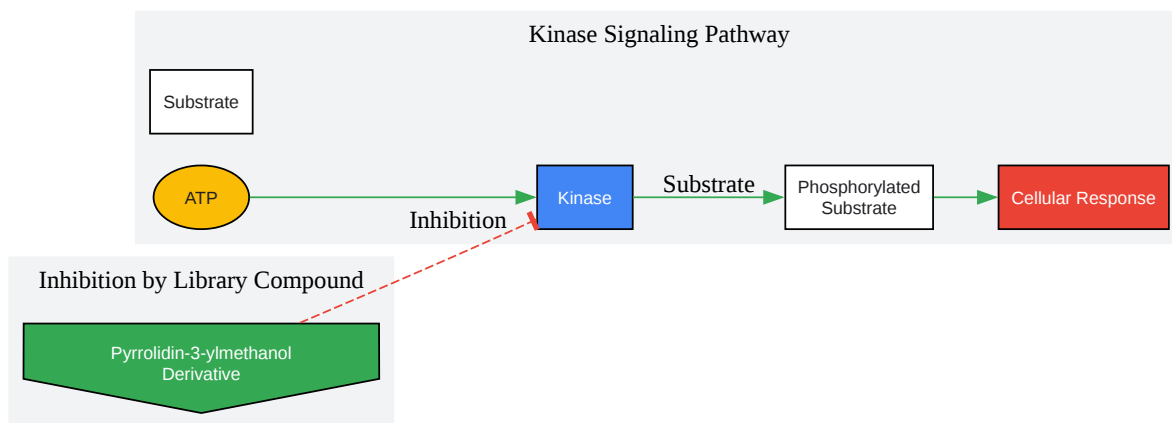 Kinase Signaling Pathway
Substrate
ATP
Kinase
Substrate
Phosphorylated
Substrate
Cellular Response
Inhibition
Inhibition by Library Compound
Pyrrolidin-3-ylmethanol
Derivative